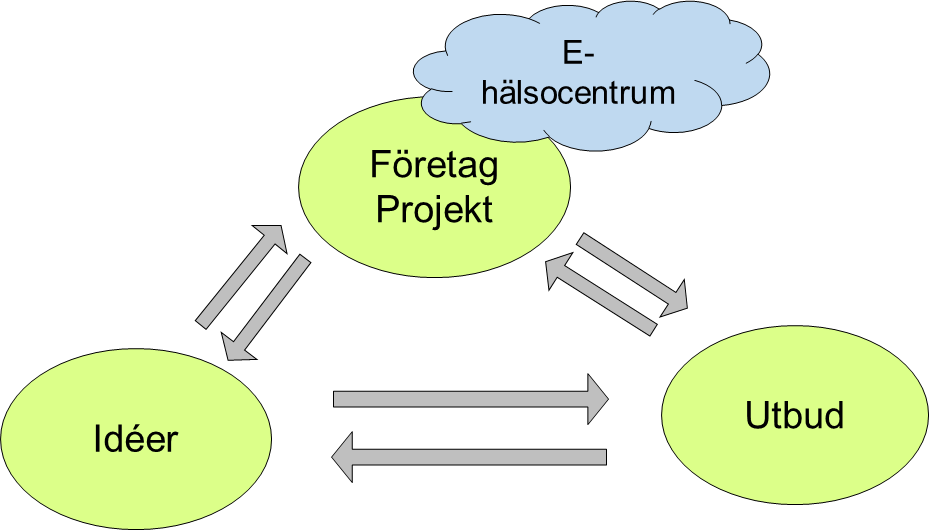 E-
hälsocentrum
Företag
Projekt
Idéer
Utbud